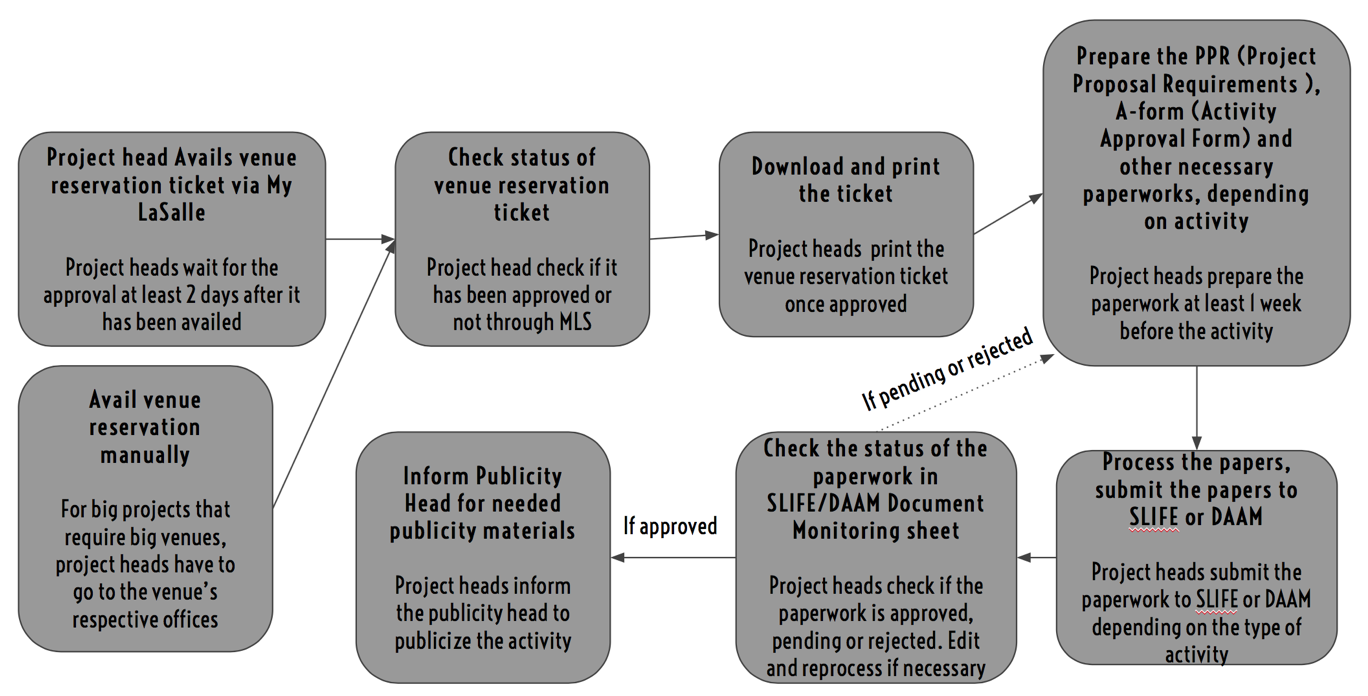 Project head Avails venue
reservation ticket via My
LaSalle
Project heads wait for the
approval at least 2 days after it
has been availed
Avail venue
reservation
manually
For big projects that
require big venues,
project heads have to
go to the venue’s
respective offices
Check status of
venue reservation
ticket
Project head check if it
has been approved or
not through MLS
Download and print
the ticket
Project heads print the
venue reservation ticket
once approved
Prepare the PPR (Project
Proposal Requirements ),
A-form (Activity
Approval Form) and
other necessary
paperworks, depending
on activity
Project heads prepare the
paperwork at least 1 week
before the activity
Process the papers,
submit the papers to
SLIFE or DAAM
Project heads submit the
paperwork to SLIFE or DAAM
depending on the type of
activity
Check the status of the
paperwork in
SLIFE/DAAM Document
Monitoring sheet
Project heads check if the
paperwork is approved,
pending or rejected. Edit
and reprocess if necessary
If pending or rejected
If approved
Inform Publicity
Head for needed
publicity materials
Project heads inform
the publicity head to
publicize the activity